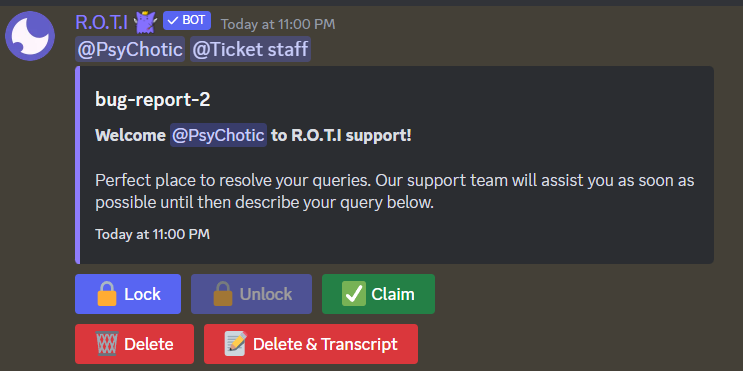 R.O.T.I ✓ BOT Today at 11:00 PM
@PsyChotic @Ticket staff
bug-report-2
Welcome @PsyChotic to R.O.T.I support!
Perfect place to resolve your queries. Our support team will assist you as soon as
possible until then describe your query below.
Today at 11:00 PM
Lock Unlock Claim
Delete Delete & Transcript